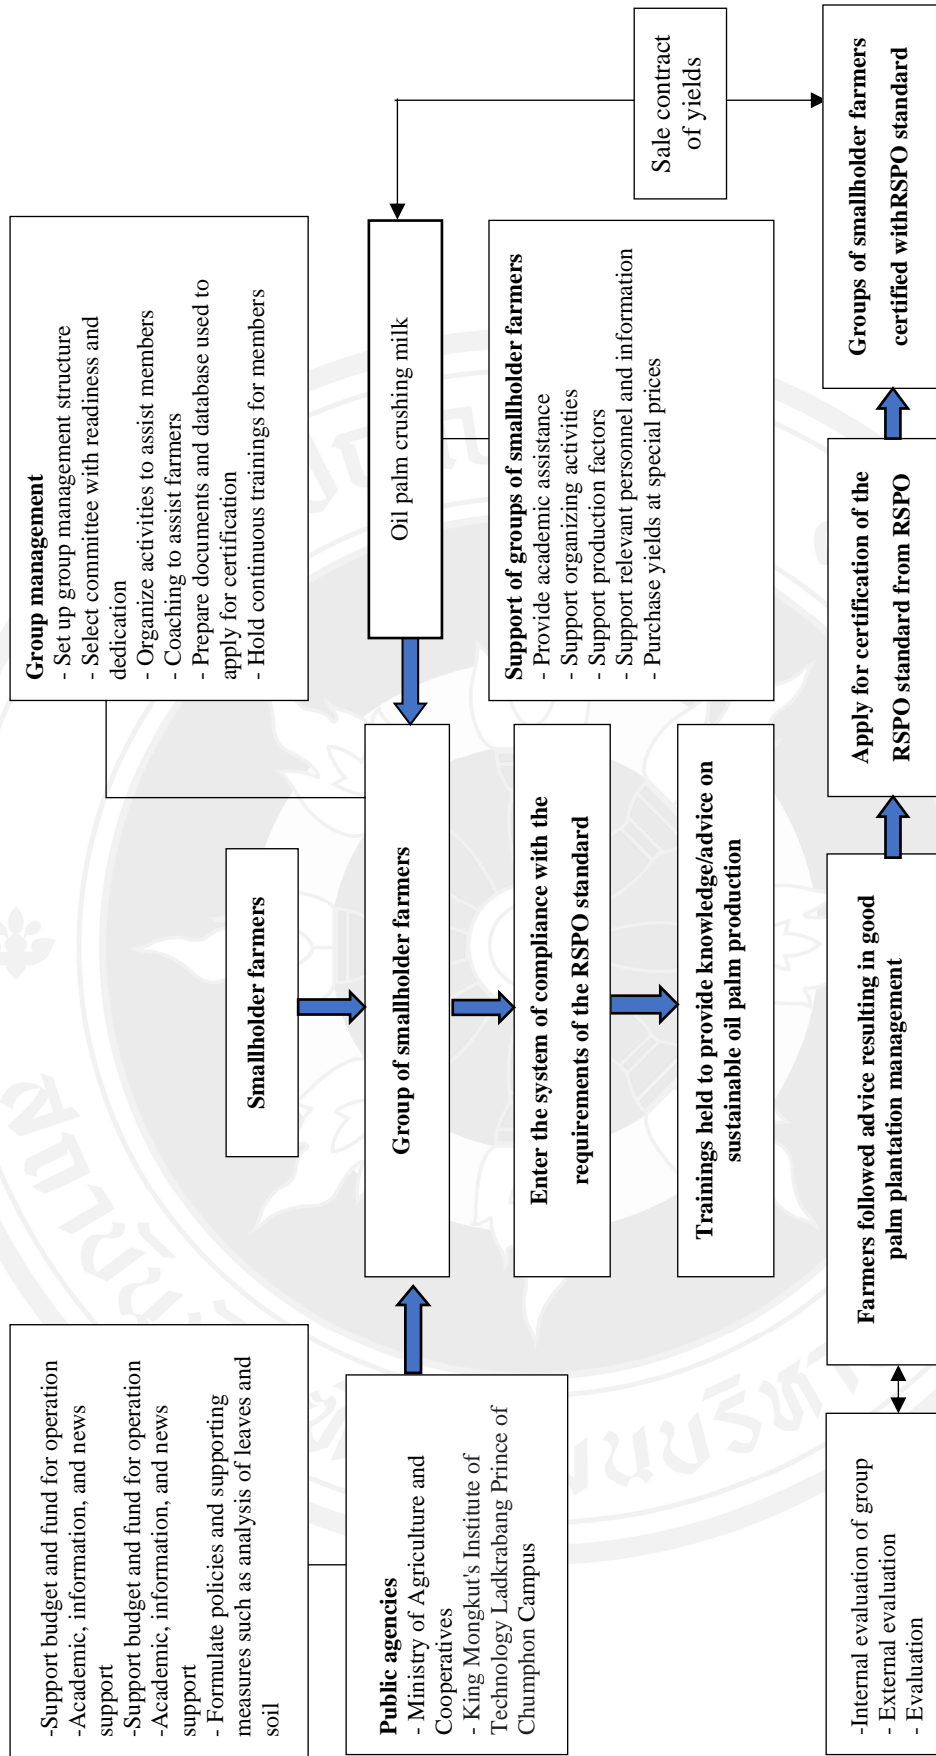 -Support budget and fund for operation
-Academic, information, and news
support
-Support budget and fund for operation
-Academic, information, and news
support
- Formulate policies and supporting
measures such as analysis of leaves and
soil
Public agencies
- Ministry of Agriculture and
Cooperatives
- King Mongkut's Institute of
Technology Ladkrabang Prince of
Chumphon Campus
Smallholder farmers
Group of smallholder farmers
Group management
- Set up group management structure
- Select committee with readiness and
dedication
- Organize activities to assist members
- Coaching to assist farmers
- Prepare documents and database used to
apply for certification
- Hold continuous trainings for members
Oil palm crushing milk
Support of groups of smallholder farmers
- Provide academic assistance
- Support organizing activities
- Support production factors
- Support relevant personnel and information
- Purchase yields at special prices
Sale contract
of yields
Enter the system of compliance with the
requirements of the RSPO standard
Trainings held to provide knowledge/advice on
sustainable oil palm production
-Internal evaluation of group
- External evaluation
- Evaluation
Farmers followed advice resulting in good
palm plantation management
Apply for certification of the
RSPO standard from RSPO
Groups of smallholder farmers
certified withRSPO standard